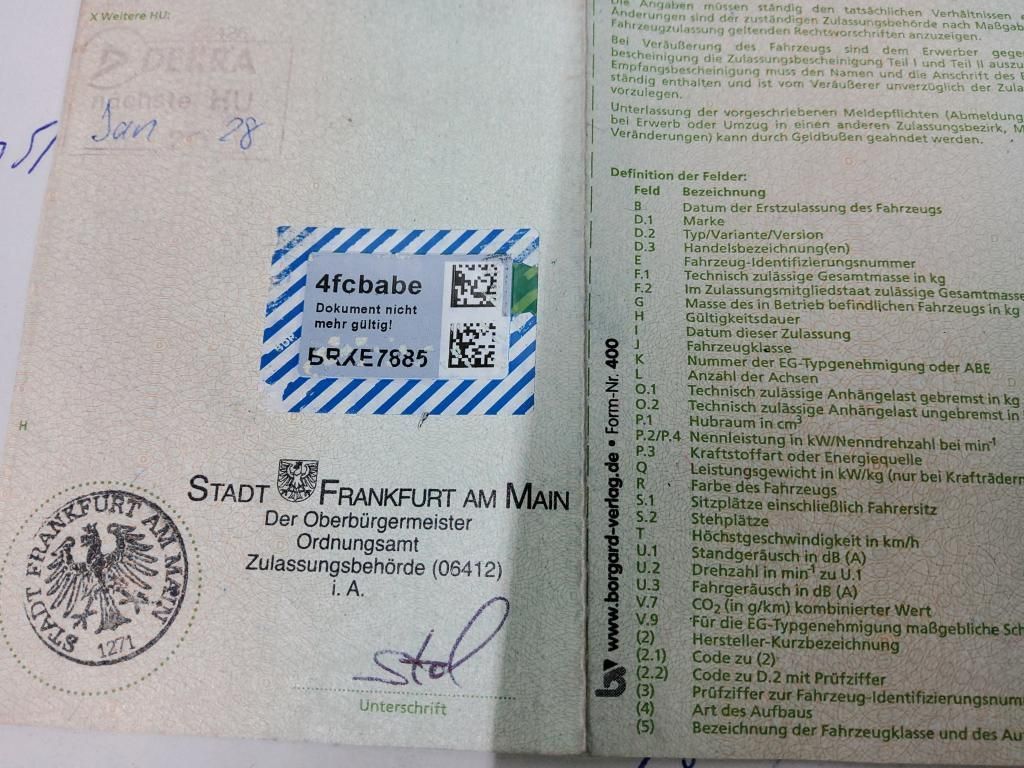 X Weitere HU:
DEKRA
nächste HU
Jan 28
4fcbabe
Dokument nicht
mehr gültig!
BRXE7885
H
STADT FRANKFURT AM MAIN
Der Oberbürgermeister
Ordnungsamt
Zulassungsbehörde (06412)
i. A.
STADT FRANKFURT AM MAIN
1271
Unterschrift
Die Angaben müssen ständig den tatsächlichen Verhältnissen
Änderungen sind der zuständigen Zulassungsbehörde nach Maßgab
Fahrzeugzulassung geltenden Rechtsvorschriften anzuzeigen.
Bei Veräußerung des Fahrzeugs sind dem Erwerber gege
bescheinigung die Zulassungsbescheinigung Teil I und Teil II auszu
Empfangsbescheinigung muss den Namen und die Anschrift des E
ständig enthalten und ist vom Veräußerer unverzüglich der Zula
vorzulegen.
Unterlassung der vorgeschriebenen Meldepflichten (Abmeldung
bei Erwerb oder Umzug in einen anderen Zulassungsbezirk, M
Veränderungen) kann durch Geldbußen geahndet werden.
Definition der Felder:
Feld Bezeichnung
B Datum der Erstzulassung des Fahrzeugs
D.1 Marke
D.2 Typ/Variante/Version
D.3 Handelsbezeichnung(en)
E Fahrzeug-Identifizierungsnummer
F.1 Technisch zulässige Gesamtmasse in kg
F.2 Im Zulassungsmitgliedstaat zulässige Gesamtmasse
G Masse des in Betrieb befindlichen Fahrzeugs in kg
H Gültigkeitsdauer
I Datum dieser Zulassung
J Fahrzeugklasse
K Nummer der EG-Typgenehmigung oder ABE
L Anzahl der Achsen
O.1 Technisch zulässige Anhängelast gebremst in kg
O.2 Technisch zulässige Anhängelast ungebremst in
P.1 Hubraum in cm³
P.2/P.4 Nennleistung in kW/Nenndrehzahl bei min⁻¹
P.3 Kraftstoffart oder Energiequelle
Q Leistungsgewicht in kW/kg (nur bei Krafträdern
R Farbe des Fahrzeugs
S.1 Sitzplätze einschließlich Fahrersitz
S.2 Stehplätze
T Höchstgeschwindigkeit in km/h
U.1 Standgeräusch in dB (A)
U.2 Drehzahl in min⁻¹ zu U.1
U.3 Fahrgeräusch in dB (A)
V.7 CO₂ (in g/km) kombinierter Wert
V.9 Für die EG-Typgenehmigung maßgebliche Sch
(2) Hersteller-Kurzbezeichnung
(2.1) Code zu (2)
(2.2) Code zu D.2 mit Prüfziffer
(3) Prüfziffer zur Fahrzeug-Identifizierungsnum
(4) Art des Aufbaus
(5) Bezeichnung der Fahrzeugklasse und des Au
www.borgard-verlag.de • Form-Nr. 400